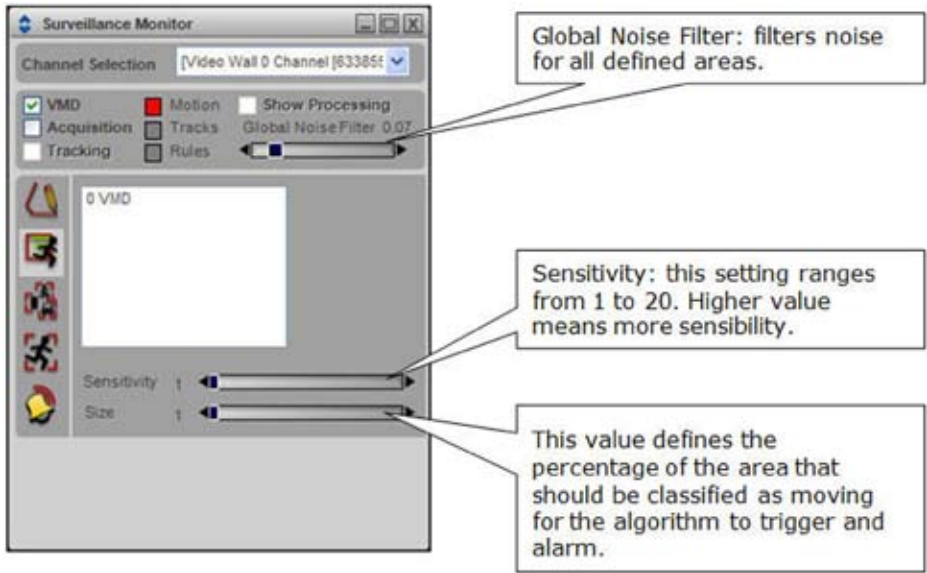 Surveillance Monitor
Channel Selection [Video Wall 0 Channel [633855
VMD Motion Show Processing
Acquisition Tracks Global Noise Filter 0,07
Tracking Rules
0 VMD
Sensitivity 1
Size 1
Global Noise Filter: filters noise
for all defined areas.
Sensitivity: this setting ranges
from 1 to 20. Higher value
means more sensibility.
This value defines the
percentage of the area that
should be classified as moving
for the algorithm to trigger and
alarm.